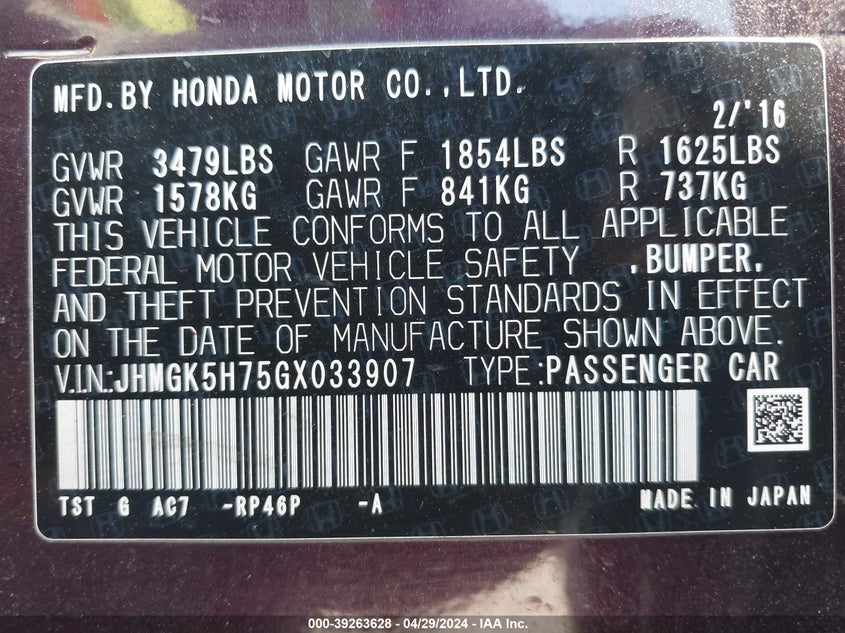 MFD.BY HONDA MOTOR CO.,LTD.
2/'16
GVWR 3479LBS GAWR F 1854LBS R 1625LBS
GVWR 1578KG GAWR F 841KG R 737KG
THIS VEHICLE CONFORMS TO ALL APPLICABLE
FEDERAL MOTOR VEHICLE SAFETY ,BUMPER,
AND THEFT PREVENTION STANDARDS IN EFFECT
ON THE DATE OF MANUFACTURE SHOWN ABOVE.
V.I.N.:JHMGK5H75GX033907 TYPE:PASSENGER CAR
TST G AC7 -RP46P -A MADE IN JAPAN
000-39263628 - 04/29/2024 - IAA Inc.